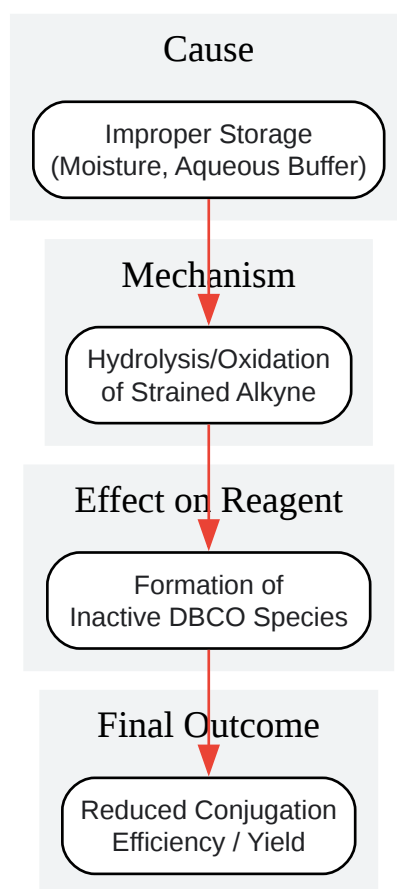 Cause
Improper Storage
(Moisture, Aqueous Buffer)
Mechanism
Hydrolysis/Oxidation
of Strained Alkyne
Effect on Reagent
Formation of
Inactive DBCO Species
Final Outcome
Reduced Conjugation
Efficiency / Yield